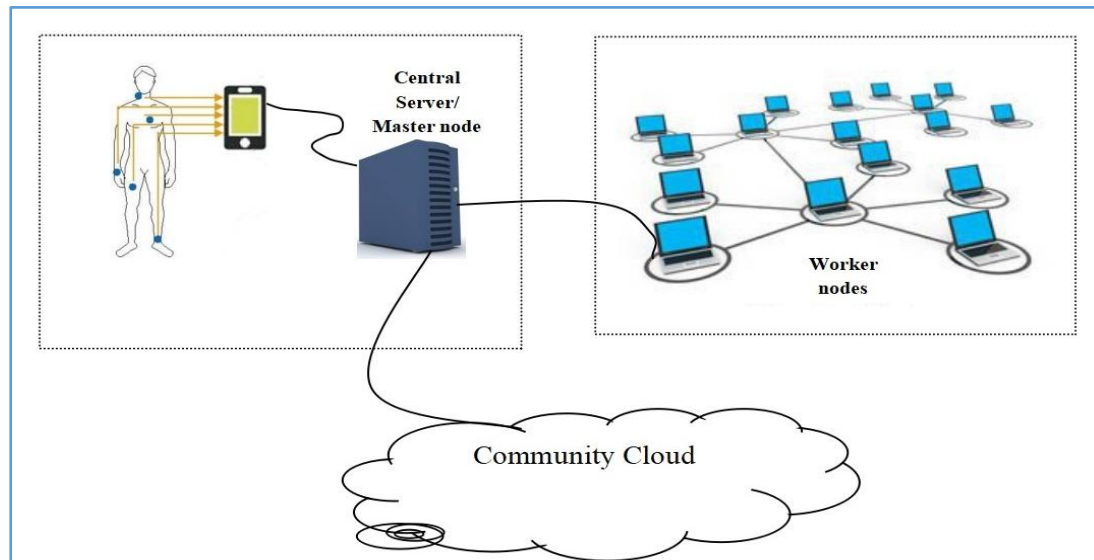 Central
Server/
Master node
Worker
nodes
Community Cloud